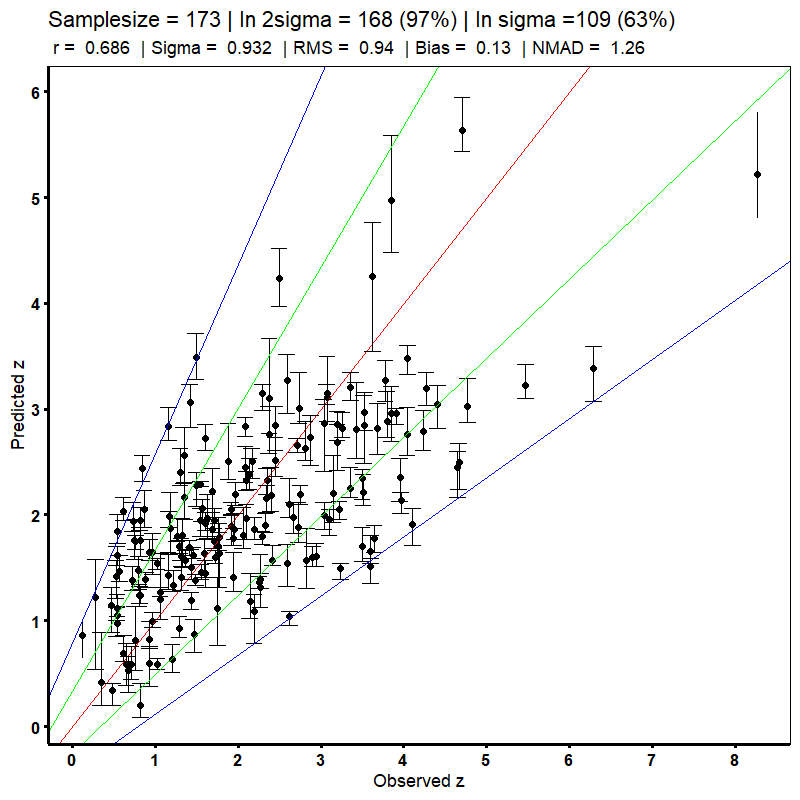 Samplesize = 173 | In 2sigma = 168 (97%) | In sigma =109 (63%)
r = 0.686 | Sigma = 0.932 | RMS = 0.94 | Bias = 0.13 | NMAD = 1.26
6
5
4
3
2
1
0
Predicted z
0 1 2 3 4 5 6 7 8
Observed z